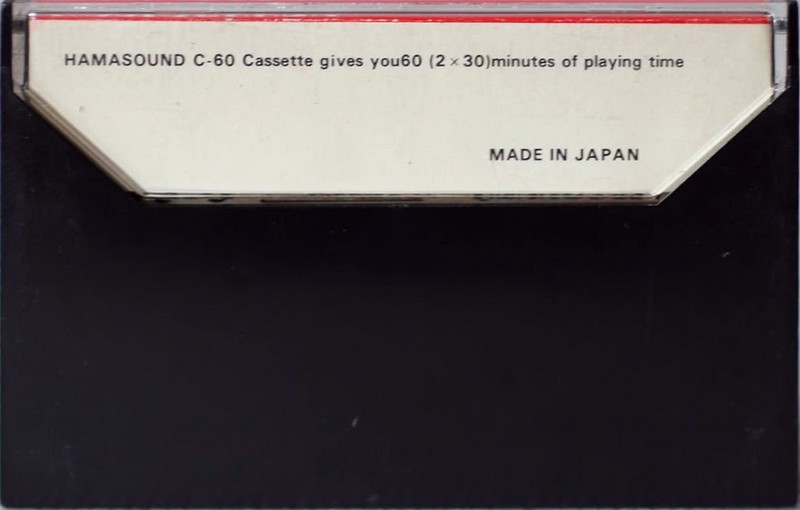 HAMASOUND C-60 Cassette gives you60 (2×30)minutes of playing time
MADE IN JAPAN